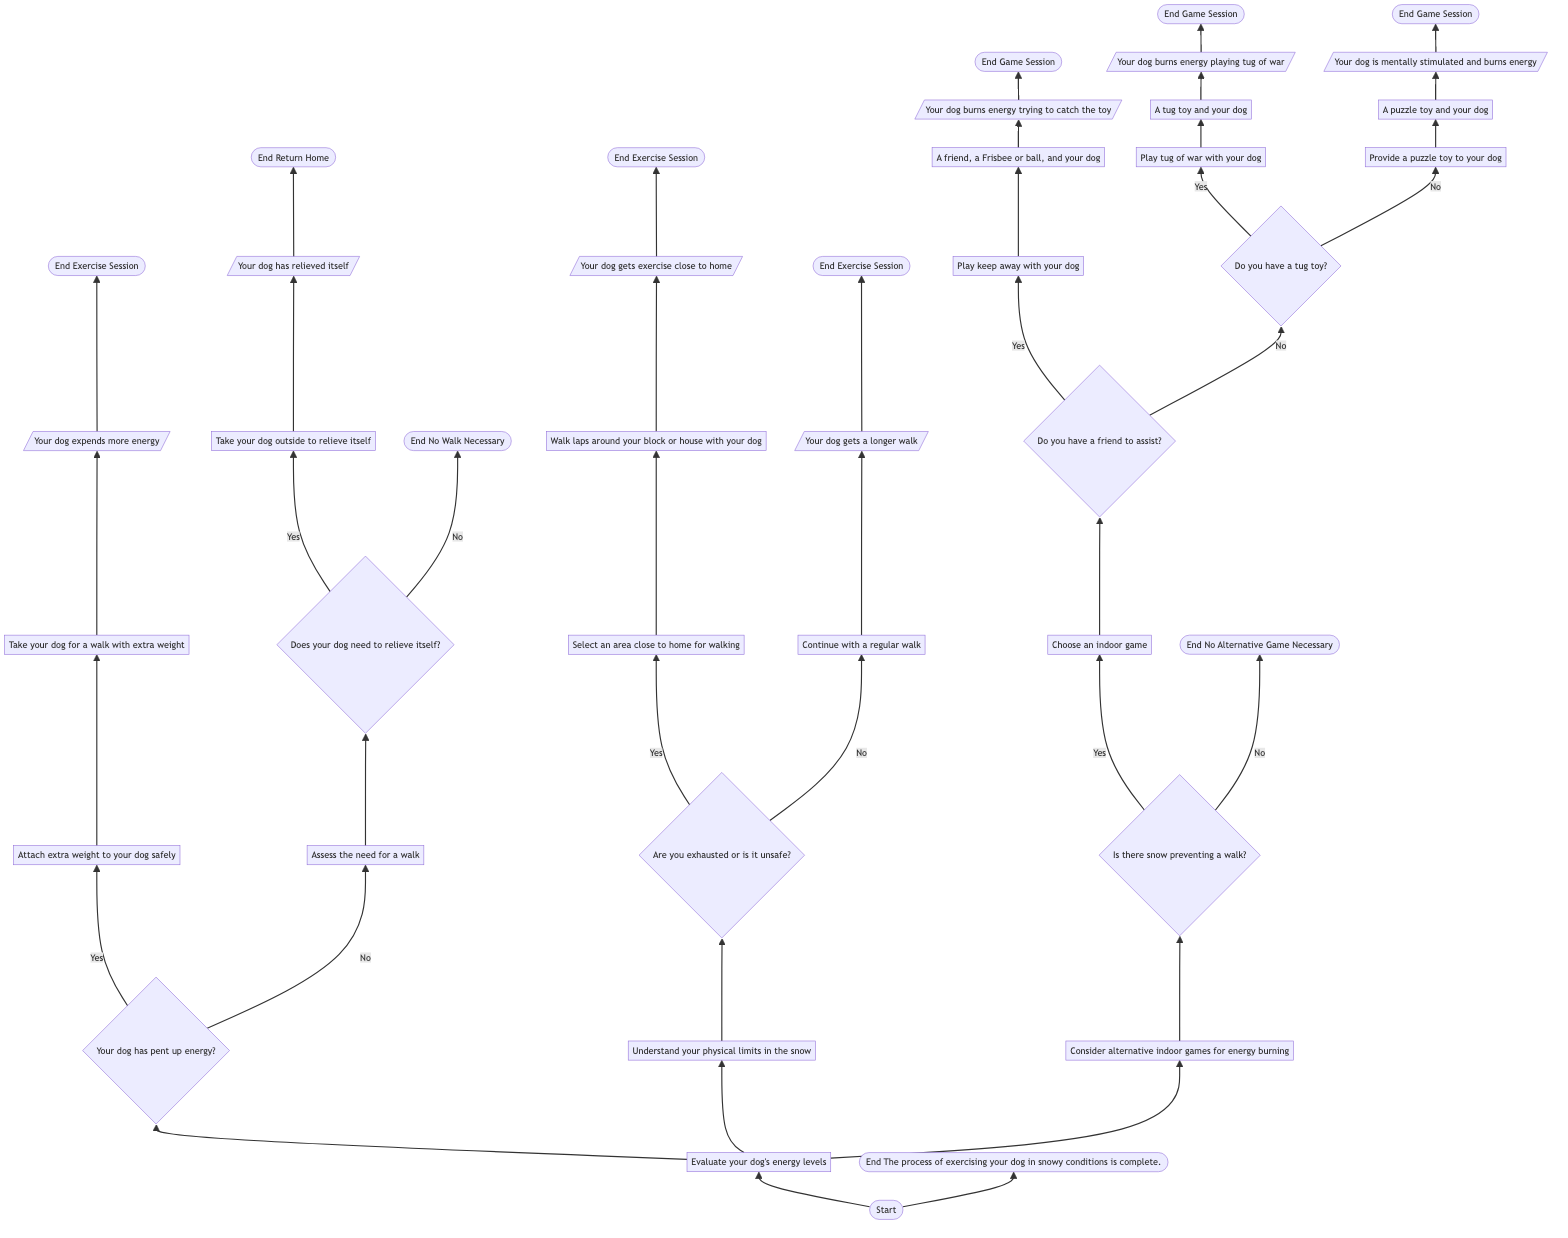 End Game Session
End Game Session
End Game Session
Your dog burns energy playing tug of war
Your dog is mentally stimulated and burns energy
Your dog burns energy trying to catch the toy
A tug toy and your dog
A puzzle toy and your dog
End Return Home
End Exercise Session
A friend, a Frisbee or ball, and your dog
Play tug of war with your dog
Provide a puzzle toy to your dog
Yes
No
End Exercise Session
Your dog has relieved itself
Your dog gets exercise close to home
End Exercise Session
Play keep away with your dog
Do you have a tug toy?
Yes
No
Your dog expends more energy
Take your dog outside to relieve itself
End No Walk Necessary
Walk laps around your block or house with your dog
Your dog gets a longer walk
Do you have a friend to assist?
Yes
No
Take your dog for a walk with extra weight
Does your dog need to relieve itself?
Select an area close to home for walking
Continue with a regular walk
Choose an indoor game
End No Alternative Game Necessary
Yes
No
Yes
No
Attach extra weight to your dog safely
Assess the need for a walk
Are you exhausted or is it unsafe?
Is there snow preventing a walk?
Yes
No
Your dog has pent up energy?
Understand your physical limits in the snow
Consider alternative indoor games for energy burning
Evaluate your dog's energy levels
End The process of exercising your dog in snowy conditions is complete.
Start